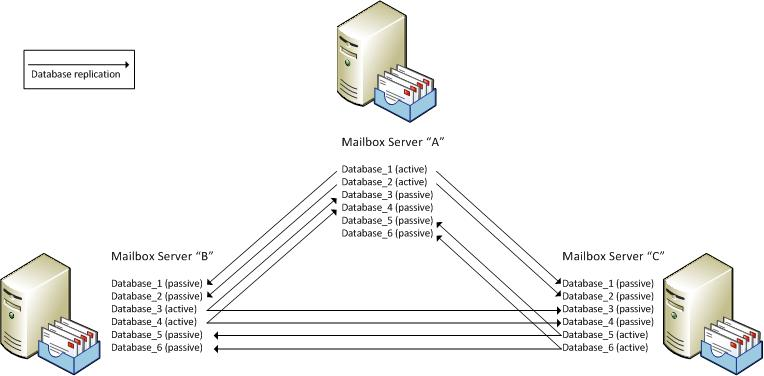 Database replication
Mailbox Server "A"
Database_1 (active)
Database_2 (active)
Database_3 (passive)
Database_4 (passive)
Database_5 (passive)
Database_6 (passive)
Mailbox Server "B"
Database_1 (passive)
Database_2 (passive)
Database_3 (active)
Database_4 (active)
Database_5 (passive)
Database_6 (passive)
Mailbox Server "C"
Database_1 (passive)
Database_2 (passive)
Database_3 (passive)
Database_4 (passive)
Database_5 (active)
Database_6 (active)